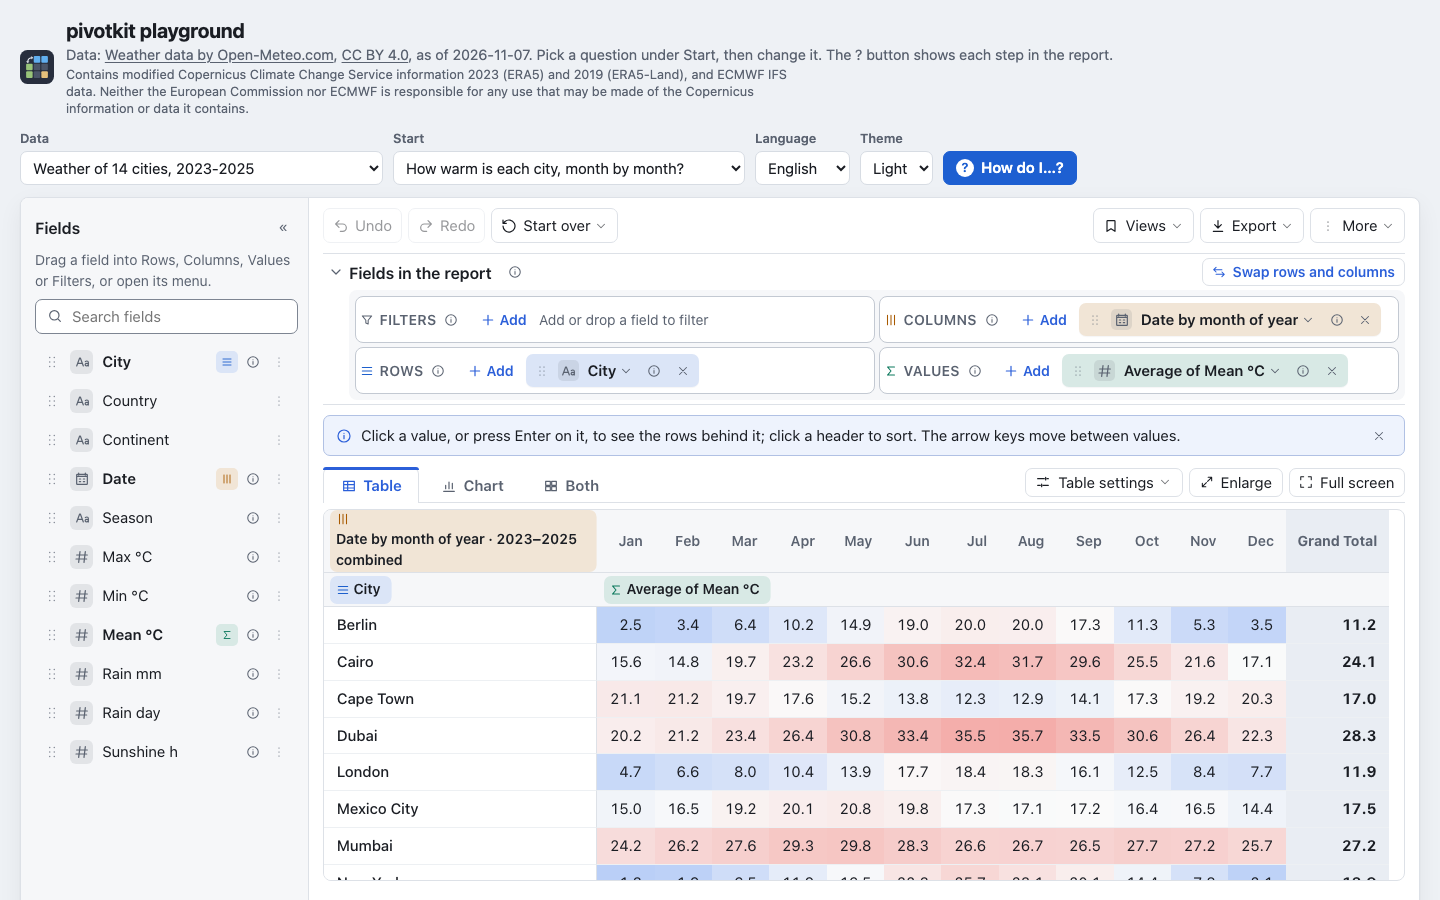 pivotkit playground
Data: Weather data by Open-Meteo.com, CC BY 4.0, as of 2026-11-07. Pick a question under Start, then change it. The ? button shows each step in the report.
Contains modified Copernicus Climate Change Service information 2023 (ERA5) and 2019 (ERA5-Land), and ECMWF IFS
data. Neither the European Commission nor ECMWF is responsible for any use that may be made of the Copernicus
information or data it contains.
Data Start Language Theme
Weather of 14 cities, 2023-2025 How warm is each city, month by month? English Light ? How do I...?
Fields «
Drag a field into Rows, Columns, Values
or Filters, or open its menu.
Search fields
Aa City
Aa Country
Aa Continent
Date
Aa Season
# Max °C
# Min °C
# Mean °C Σ
# Rain mm
# Rain day
# Sunshine h
Undo Redo Start over Views Export More
Fields in the report Swap rows and columns
FILTERS + Add Add or drop a field to filter
COLUMNS + Add Date by month of year
ROWS + Add Aa City
Σ VALUES + Add # Average of Mean °C
Click a value, or press Enter on it, to see the rows behind it; click a header to sort. The arrow keys move between values.
Table Chart Both Table settings Enlarge Full screen
Date by month of year · 2023–2025
combined
Jan Feb Mar Apr May Jun Jul Aug Sep Oct Nov Dec Grand Total
City Σ Average of Mean °C
Berlin 2.5 3.4 6.4 10.2 14.9 19.0 20.0 20.0 17.3 11.3 5.3 3.5 11.2
Cairo 15.6 14.8 19.7 23.2 26.6 30.6 32.4 31.7 29.6 25.5 21.6 17.1 24.1
Cape Town 21.1 21.2 19.7 17.6 15.2 13.8 12.3 12.9 14.1 17.3 19.2 20.3 17.0
Dubai 20.2 21.2 23.4 26.4 30.8 33.4 35.5 35.7 33.5 30.6 26.4 22.3 28.3
London 4.7 6.6 8.0 10.4 13.9 17.7 18.4 18.3 16.1 12.5 8.4 7.7 11.9
Mexico City 15.0 16.5 19.2 20.1 20.8 19.8 17.3 17.1 17.2 16.4 16.5 14.4 17.5
Mumbai 24.2 26.2 27.6 29.3 29.8 28.3 26.6 26.7 26.5 27.7 27.2 25.7 27.2